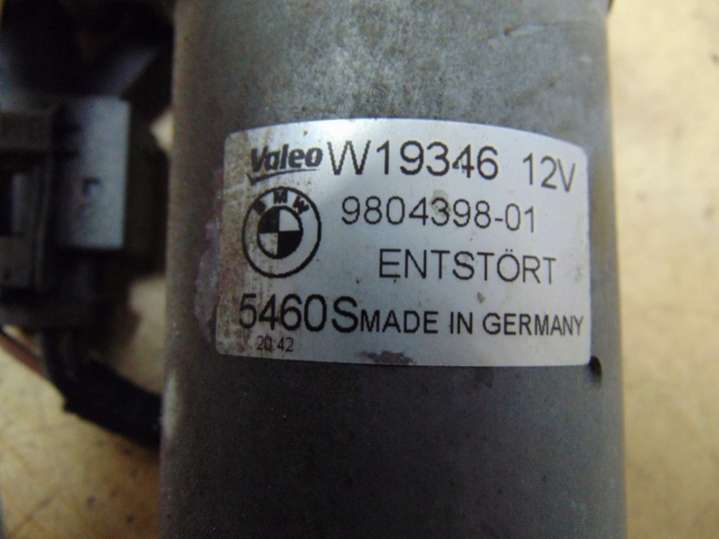 Valeo W19346 12V
BMW 9804398-01
ENTSTÖRT
5460S MADE IN GERMANY
20:42